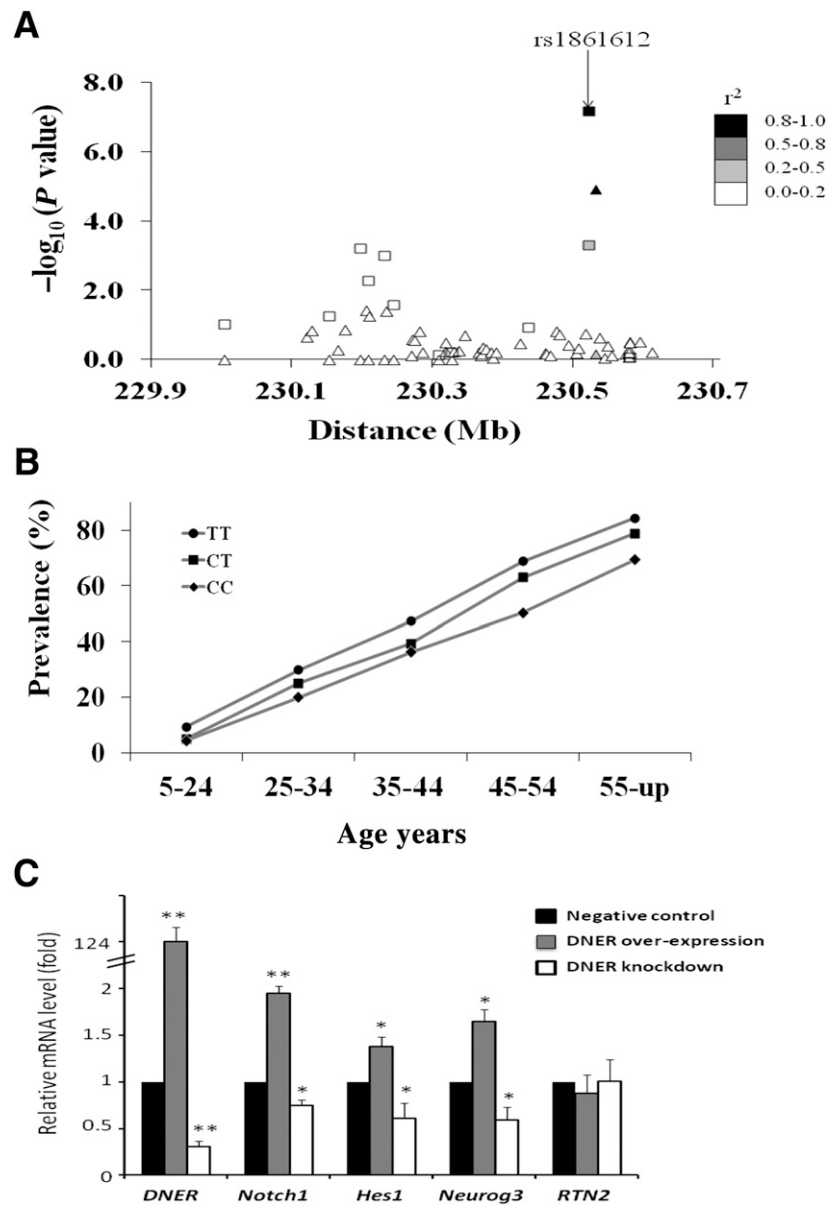 A
rs1861612
8.0
6.0
4.0
2.0
0.0
–log10 (P value)
r2
0.8-1.0
0.5-0.8
0.2-0.5
0.0-0.2
229.9 230.1 230.3 230.5 230.7
Distance (Mb)
B
Prevalence (%)
80
60
40
20
0
TT
CT
CC
5-24 25-34 35-44 45-54 55-up
Age years
C
Relative mRNA level (fold)
124
2
1.5
1
0.5
0
** ** ** * * * * *
Negative control
DNER over-expression
DNER knockdown
DNER Notch1 Hes1 Neurog3 RTN2